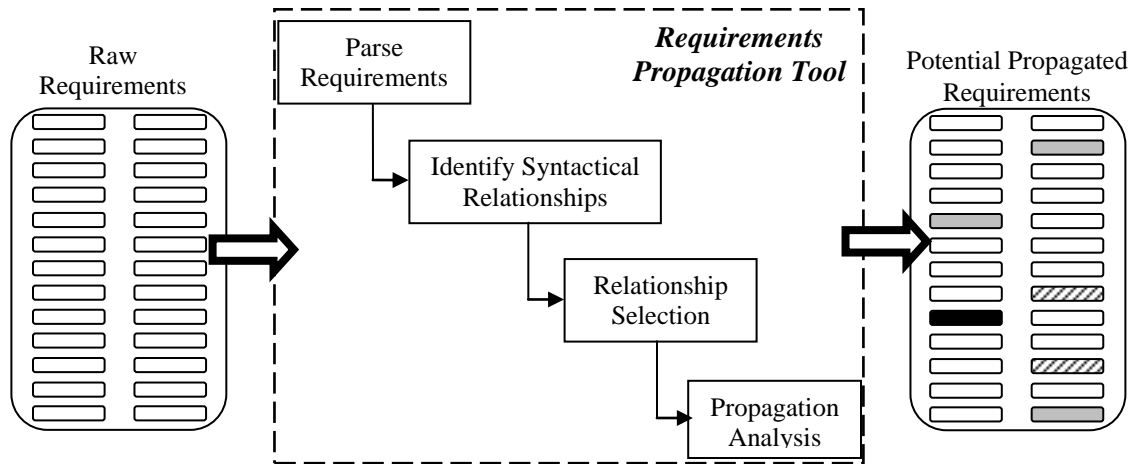 Raw
Requirements
Parse
Requirements
Requirements
Propagation Tool
Identify Syntactical
Relationships
Relationship
Selection
Propagation
Analysis
Potential Propagated
Requirements